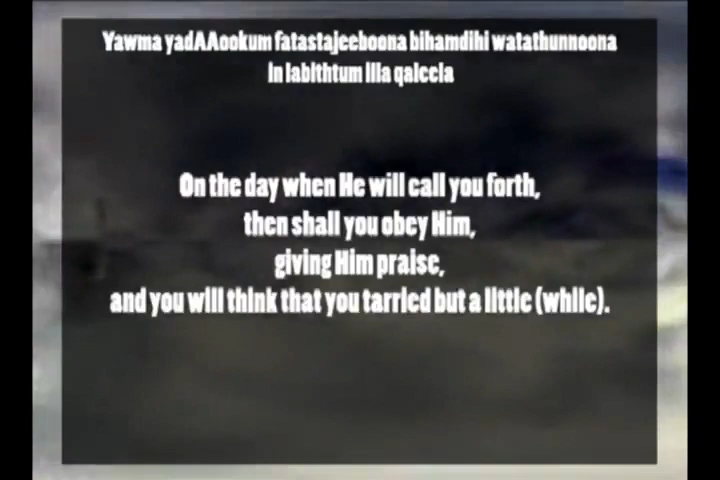 Yawma yadAAookum fatastajeeboona bihamdihi watathunnoona
in labithtum illa qaleela
On the day when He will call you forth,
then shall you obey Him,
giving Him praise,
and you will think that you tarried but a little (while).